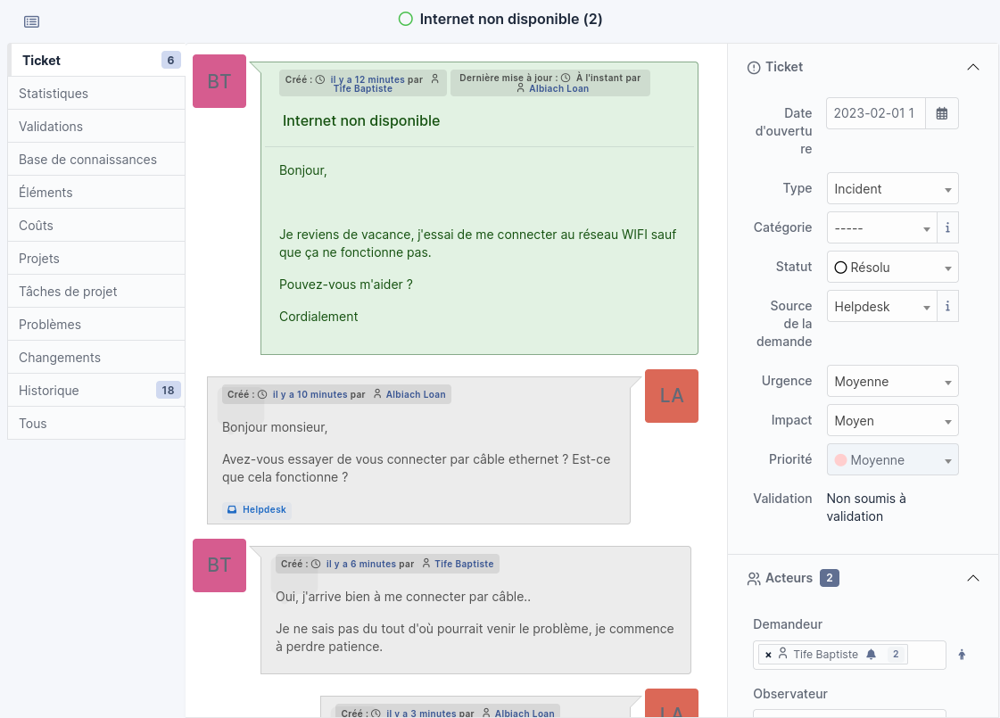 Internet non disponible (2)
Ticket 6
Statistiques
Validations
Base de connaissances
Éléments
Coûts
Projets
Tâches de projet
Problèmes
Changements
Historique 18
Tous
BT
Créé : il y a 12 minutes par
Tife Baptiste
Dernière mise à jour : À l'instant par
Albiach Loan
Internet non disponible
Bonjour,
Je reviens de vacance, j'essai de me connecter au réseau WIFI sauf
que ça ne fonctionne pas.
Pouvez-vous m'aider ?
Cordialement
LA
Créé : il y a 10 minutes par Albiach Loan
Bonjour monsieur,
Avez-vous essayer de vous connecter par câble ethernet ? Est-ce
que cela fonctionne ?
Helpdesk
BT
Créé : il y a 6 minutes par Tife Baptiste
Oui, j'arrive bien à me connecter par câble..
Je ne sais pas du tout d'où pourrait venir le problème, je commence
à perdre patience.
LA
Créé : il y a 3 minutes par Albiach Loan
Ticket
Date
d'ouvertu
re
2023-02-01 1
Type Incident
Catégorie ----- i
Statut Résolu
Source
de la
demande
Helpdesk i
Urgence Moyenne
Impact Moyen
Priorité Moyenne
Validation Non soumis à
validation
Acteurs 2
Demandeur
× Tife Baptiste 2
Observateur